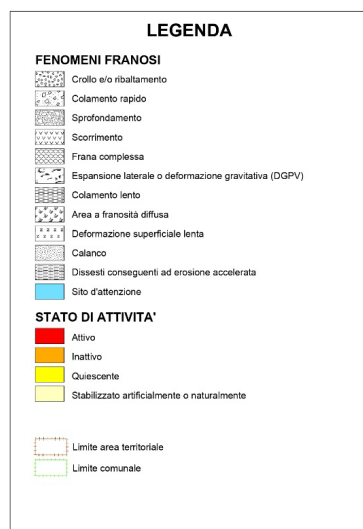 LEGENDA
FENOMENI FRANOSI
Crollo e/o ribaltamento
Colamento rapido
Sprofondamento
Scorrimento
Frana complessa
Espansione laterale o deformazione gravitativa (DGPV)
Colamento lento
Area a franosità diffusa
Deformazione superficiale lenta
Calanco
Dissesti conseguenti ad erosione accelerata
Sito d'attenzione
STATO DI ATTIVITA'
Attivo
Inattivo
Quiescente
Stabilizzato artificialmente o naturalmente
Limite area territoriale
Limite comunale